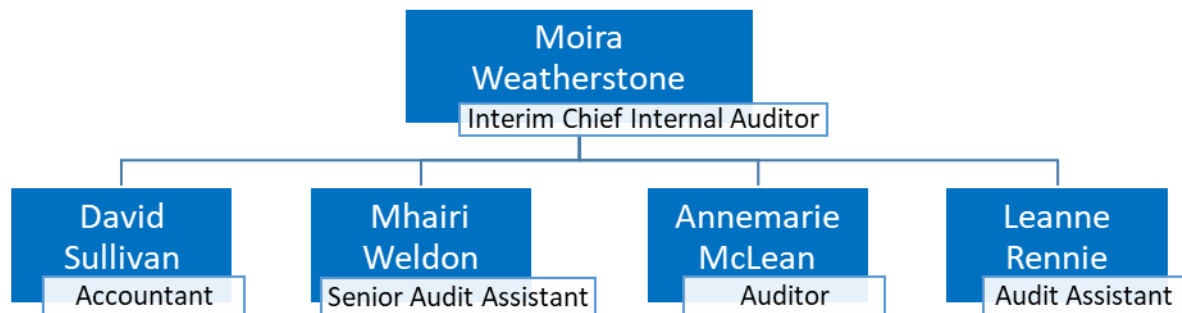 Moira
Weatherstone
Interim Chief Internal Auditor
David
Sullivan
Accountant
Mhairi
Weldon
Senior Audit Assistant
Annemarie
McLean
Auditor
Leanne
Rennie
Audit Assistant